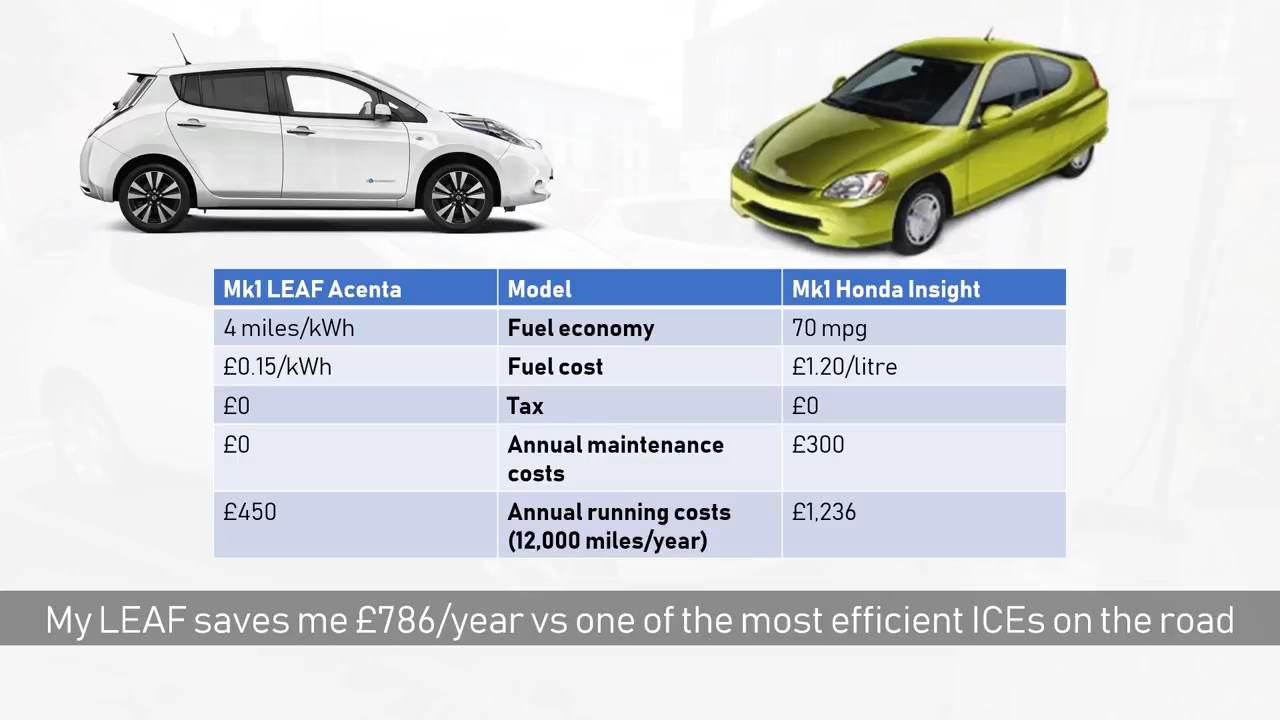 Mk1 LEAF Acenta Model Mk1 Honda Insight
4 miles/kWh Fuel economy 70 mpg
£0.15/kWh Fuel cost £1.20/litre
£0 Tax £0
£0 Annual maintenance costs £300
£450 Annual running costs (12,000 miles/year) £1,236
My LEAF saves me £786/year vs one of the most efficient ICEs on the road